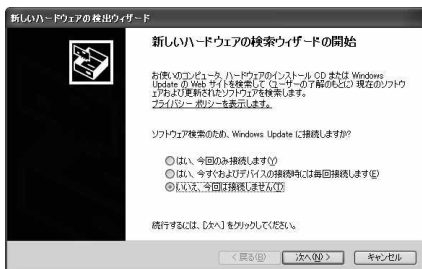 新しいハードウェアの検出ウィザード
新しいハードウェアの検索ウィザードの開始
お使いのコンピュータ、ハードウェアのインストール CD または Windows
Update の Web サイトを検索して (ユーザーの了解のもとに) 現在のソフトウ
ェアおよび更新されたソフトウェアを検索します。
プライバシー ポリシーを表示します。
ソフトウェア検索のため、Windows Update に接続しますか?
はい、今回のみ接続します(Y)
はい、今すぐおよびデバイスの接続時には毎回接続します(E)
いいえ、今回は接続しません(T)
続行するには、[次へ] をクリックしてください。
< 戻る(B) 次へ(N) > キャンセル